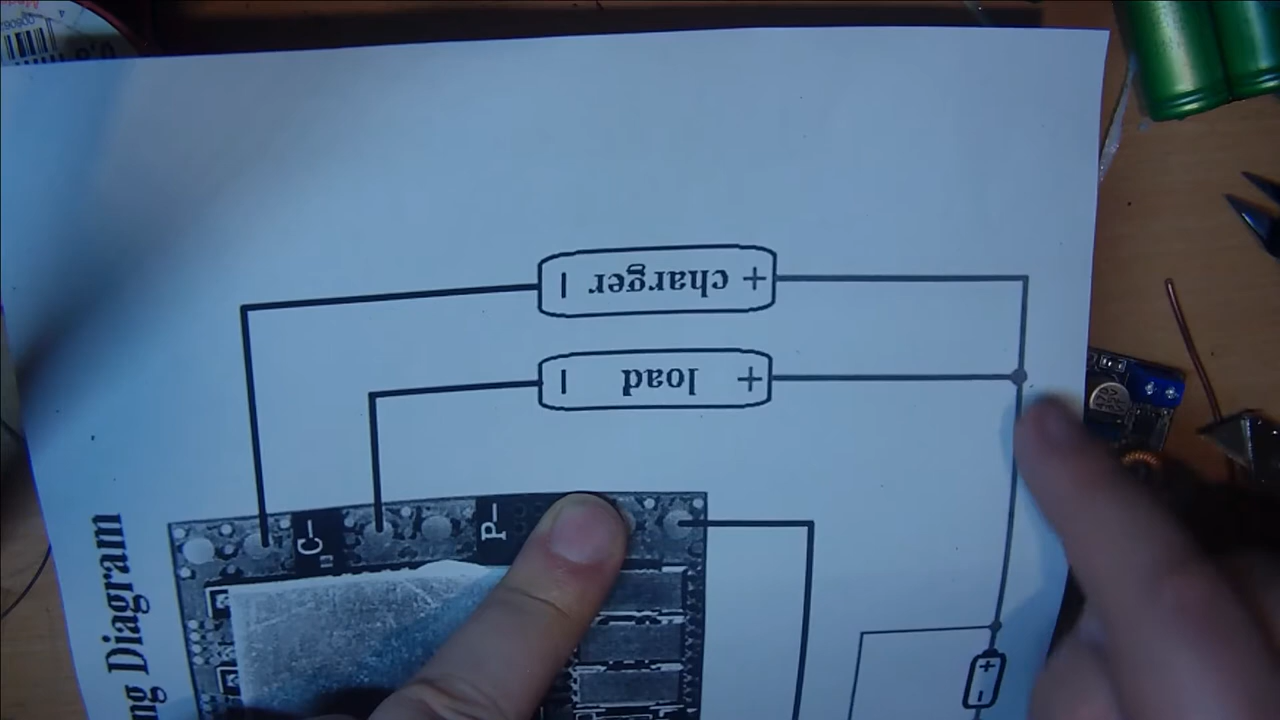 + charger −
+ load −
C-
P-
ng Diagram
+
−